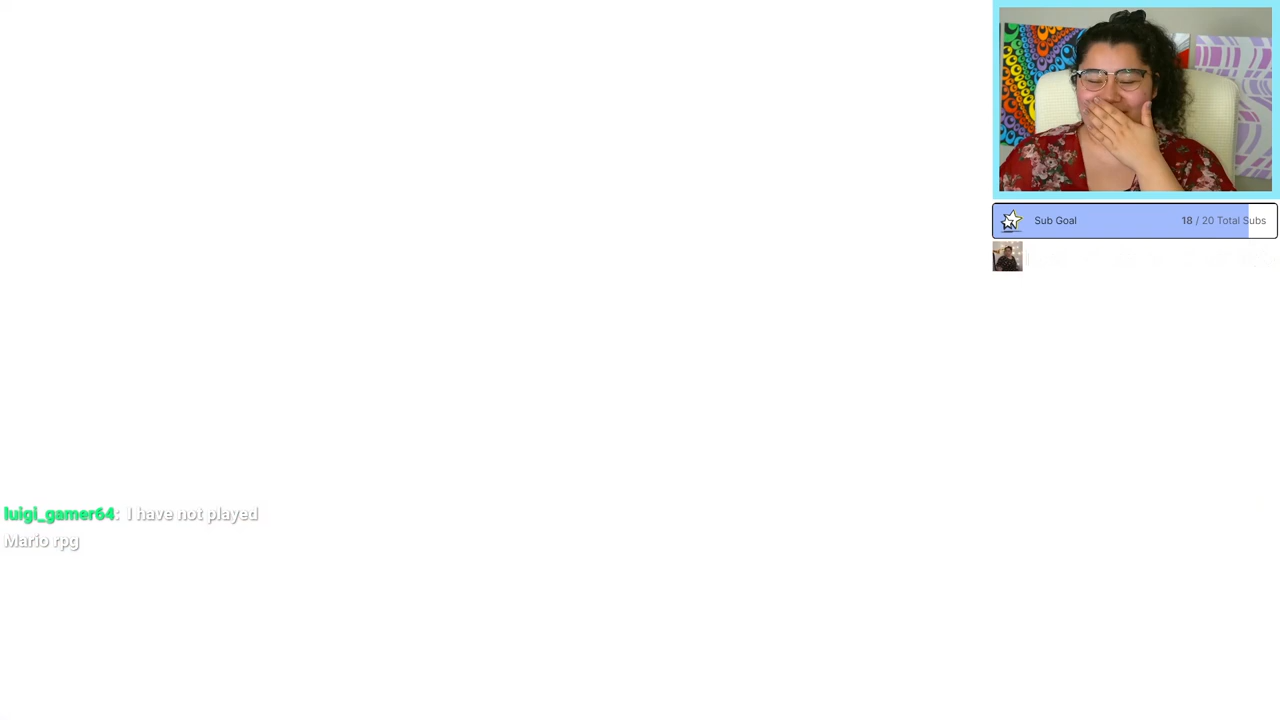 Sub Goal
18 / 20 Total Subs
luigi_gamer64: I have not played
Mario rpg